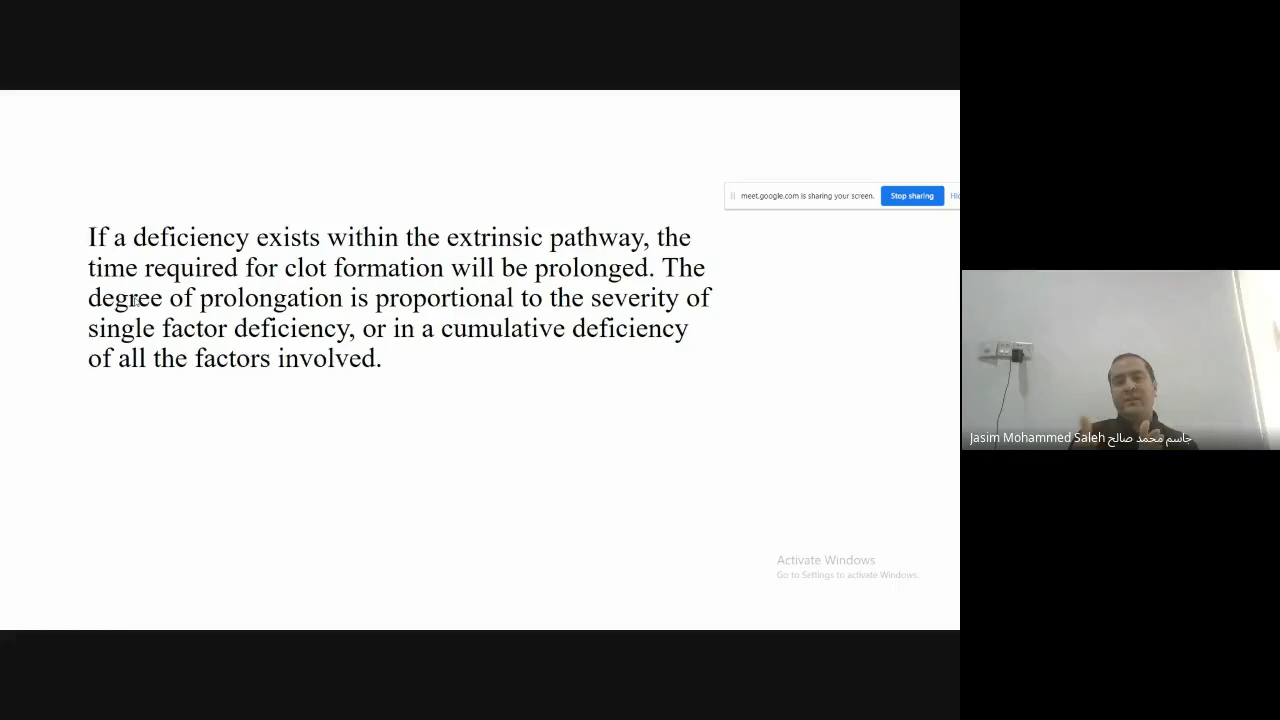 meet.google.com is sharing your screen. Stop sharing
If a deficiency exists within the extrinsic pathway, the
time required for clot formation will be prolonged. The
degree of prolongation is proportional to the severity of
single factor deficiency, or in a cumulative deficiency
of all the factors involved.
Jasim Mohammed Saleh جاسم محمد صالح
Activate Windows
Go to Settings to activate Windows.